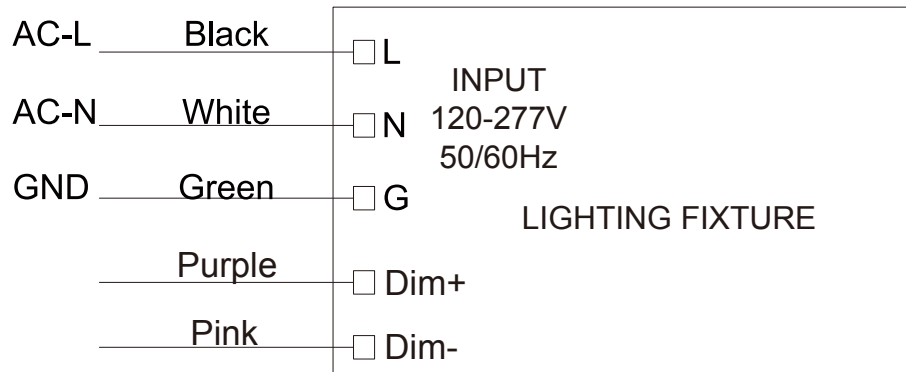 AC-L Black L
INPUT
AC-N White N 120-277V
50/60Hz
GND Green G
LIGHTING FIXTURE
Purple Dim+
Pink Dim-